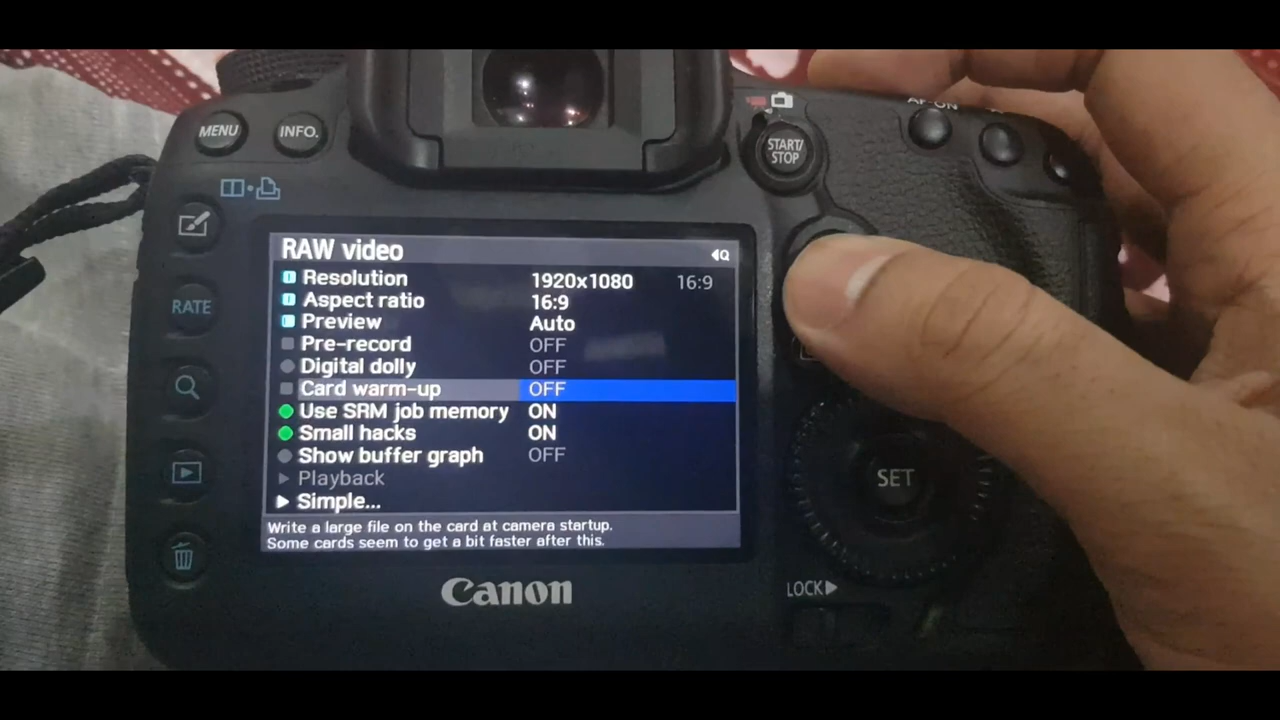 AF-ON
MENU
INFO.
START/
STOP
RATE
RAW video
Q
Resolution 1920x1080 16:9
Aspect ratio 16:9
Preview Auto
Pre-record OFF
Digital dolly OFF
Card warm-up OFF
Use SRM job memory ON
Small hacks ON
Show buffer graph OFF
Playback
Simple...
Write a large file on the card at camera startup.
Some cards seem to get a bit faster after this.
SET
Canon
LOCK